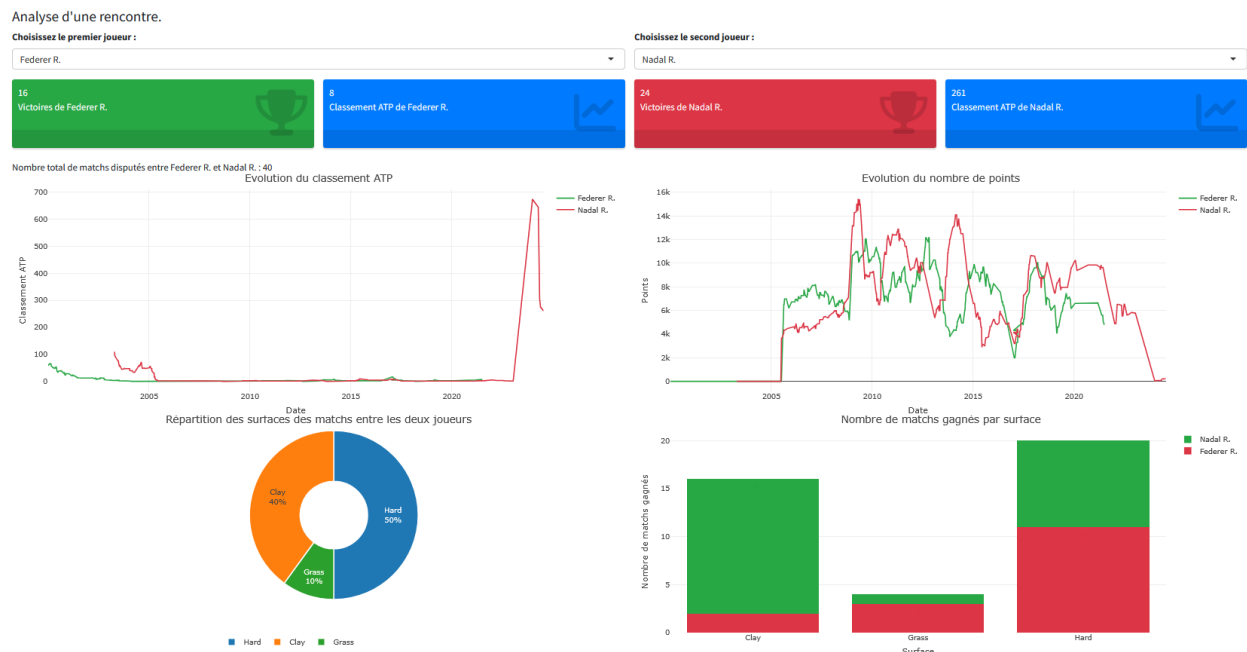 Analyse d'une rencontre.
Choisissez le premier joueur :
Federer R.
Choisissez le second joueur :
Nadal R.
16
Victoires de Federer R.
8
Classement ATP de Federer R.
24
Victoires de Nadal R.
261
Classement ATP de Nadal R.
Nombre total de matchs disputés entre Federer R. et Nadal R. : 40
Evolution du classement ATP
700
600
500
400
300
200
100
0
Classement ATP
2005
2010
2015
2020
Date
Federer R.
Nadal R.
Evolution du nombre de points
16k
14k
12k
10k
8k
6k
4k
2k
0
Points
2005
2010
2015
2020
Date
Federer R.
Nadal R.
Répartition des surfaces des matchs entre les deux joueurs
Clay
40%
Hard
50%
Grass
10%
Hard
Clay
Grass
Nombre de matchs gagnés par surface
20
15
10
5
0
Nombre de matchs gagnés
Clay
Grass
Hard
Surface
Nadal R.
Federer R.